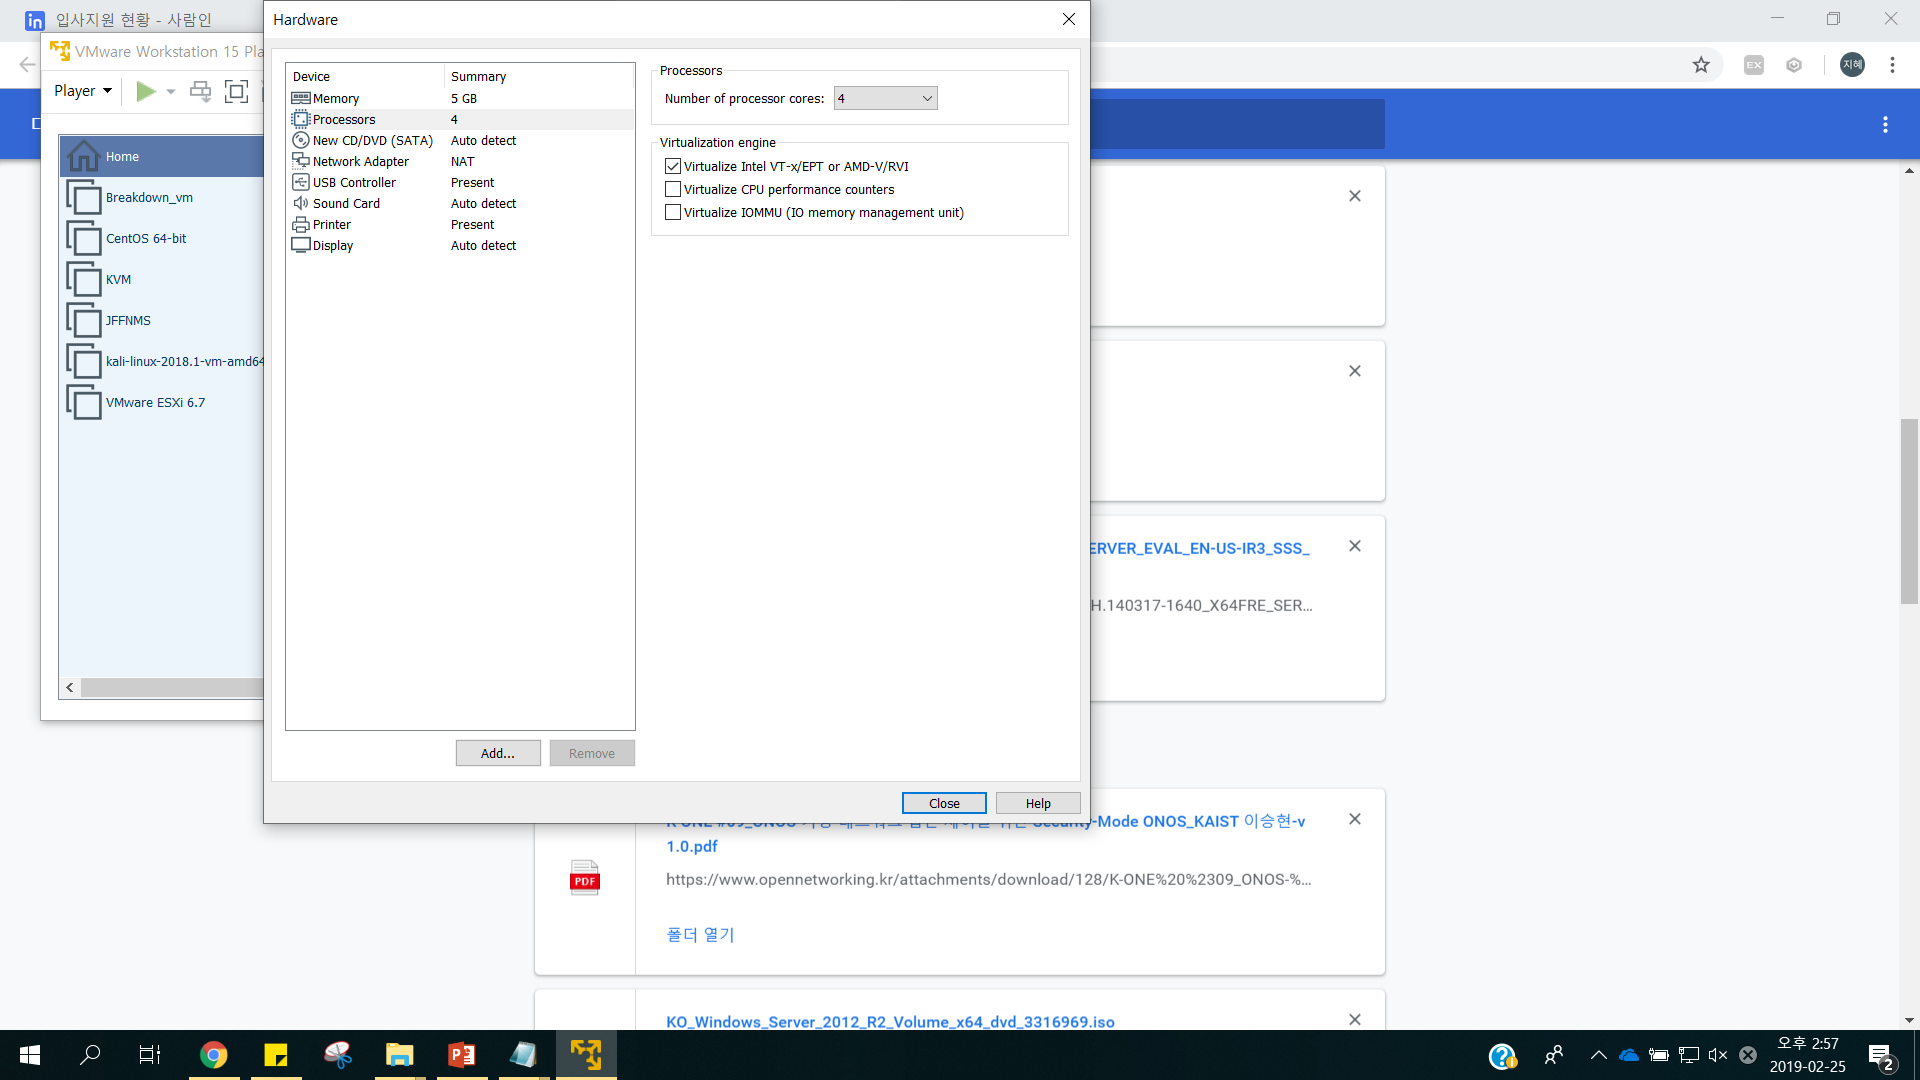 입사지원 현황 - 사람인
VMware Workstation 15 Pla
Player
Home
Breakdown_vm
CentOS 64-bit
KVM
JFFNMS
kali-linux-2018.1-vm-amd64
VMware ESXi 6.7
Hardware
Device Summary
Memory 5 GB
Processors 4
New CD/DVD (SATA) Auto detect
Network Adapter NAT
USB Controller Present
Sound Card Auto detect
Printer Present
Display Auto detect
Add...
Remove
Processors
Number of processor cores: 4
Virtualization engine
Virtualize Intel VT-x/EPT or AMD-V/RVI
Virtualize CPU performance counters
Virtualize IOMMU (IO memory management unit)
Close
Help
EX
지혜
ERVER_EVAL_EN-US-IR3_SSS_
H.140317-1640_X64FRE_SER...
Security-Mode ONOS_KAIST 이승현-v
1.0.pdf
PDF
https://www.opennetworking.kr/attachments/download/128/K-ONE%20%2309_ONOS-%...
폴더 열기
KO_Windows_Server_2012_R2_Volume_x64_dvd_3316969.iso
오후 2:57
2019-02-25
2